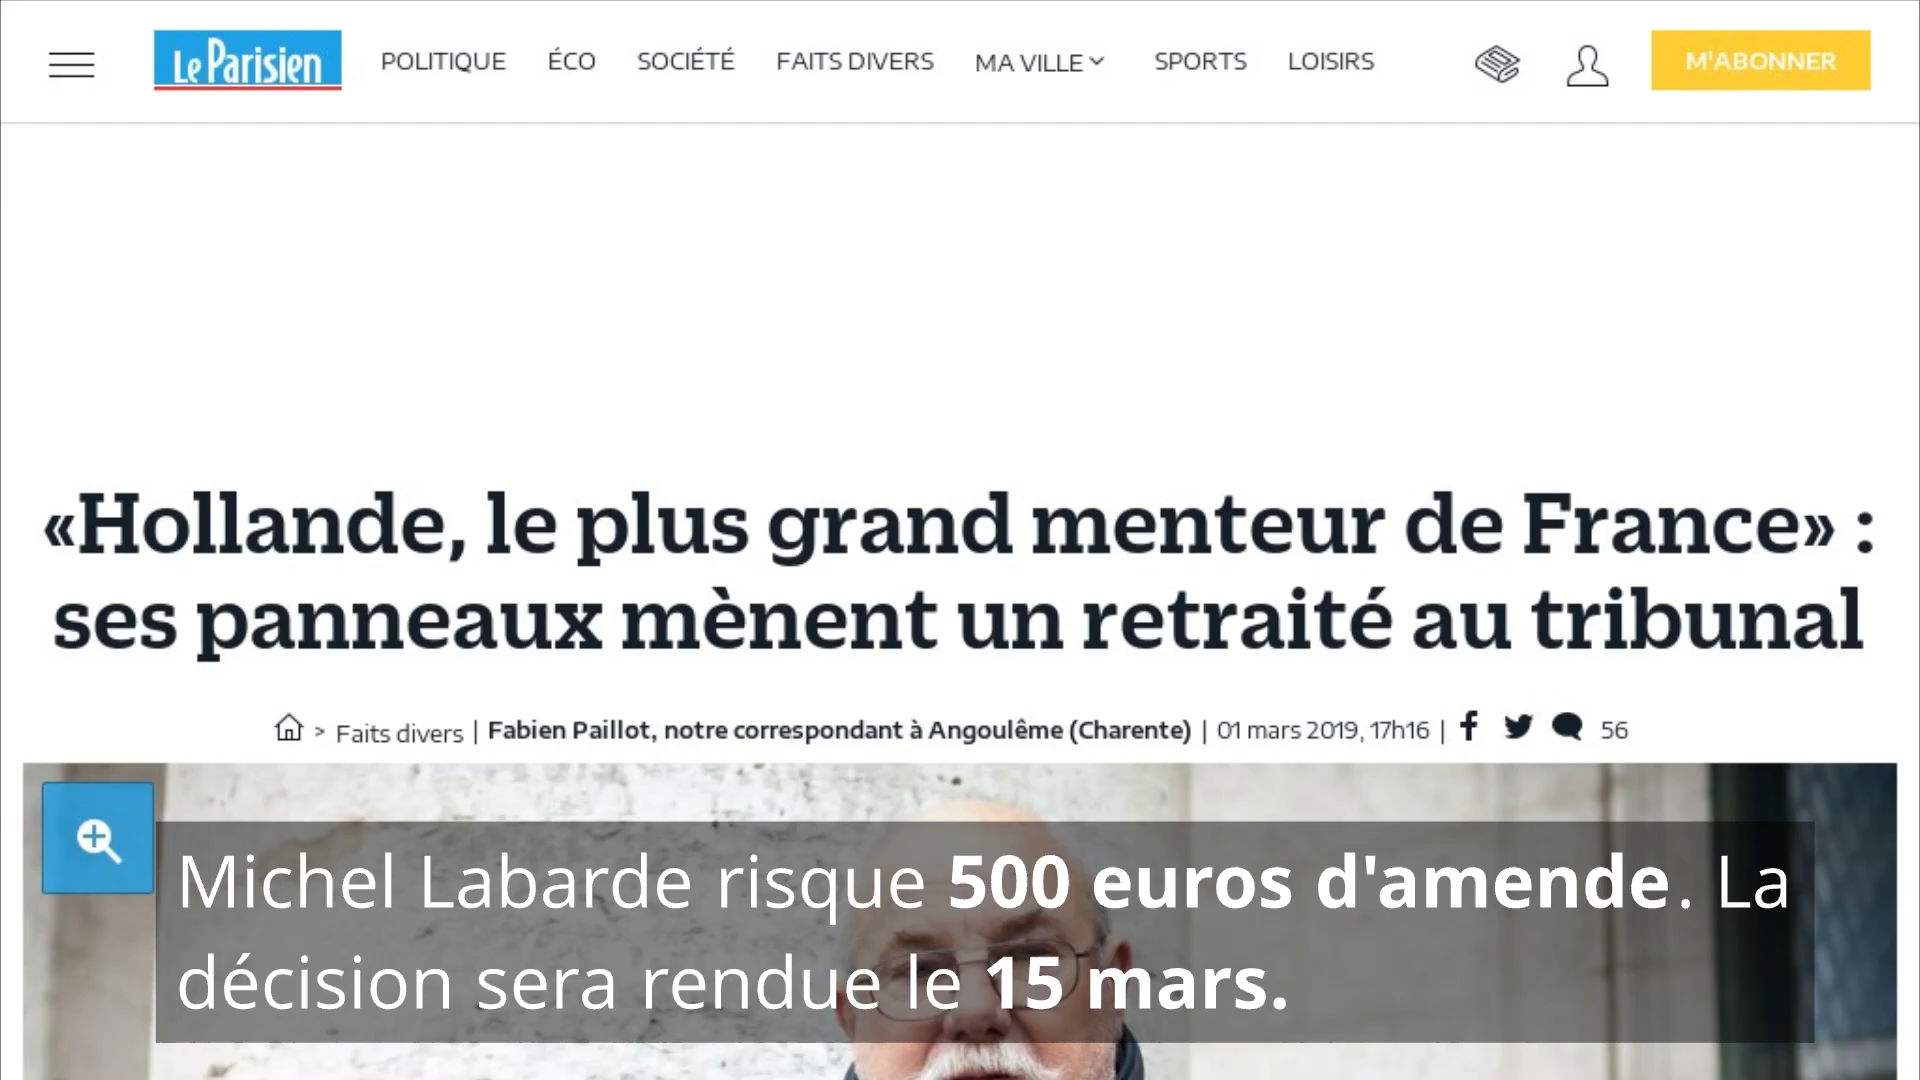 Le Parisien
POLITIQUE ÉCO SOCIÉTÉ FAITS DIVERS MA VILLE SPORTS LOISIRS
M'ABONNER
«Hollande, le plus grand menteur de France» :
ses panneaux mènent un retraité au tribunal
> Faits divers | Fabien Paillot, notre correspondant à Angoulême (Charente) | 01 mars 2019, 17h16 | 56
Michel Labarde risque 500 euros d'amende. La
décision sera rendue le 15 mars.